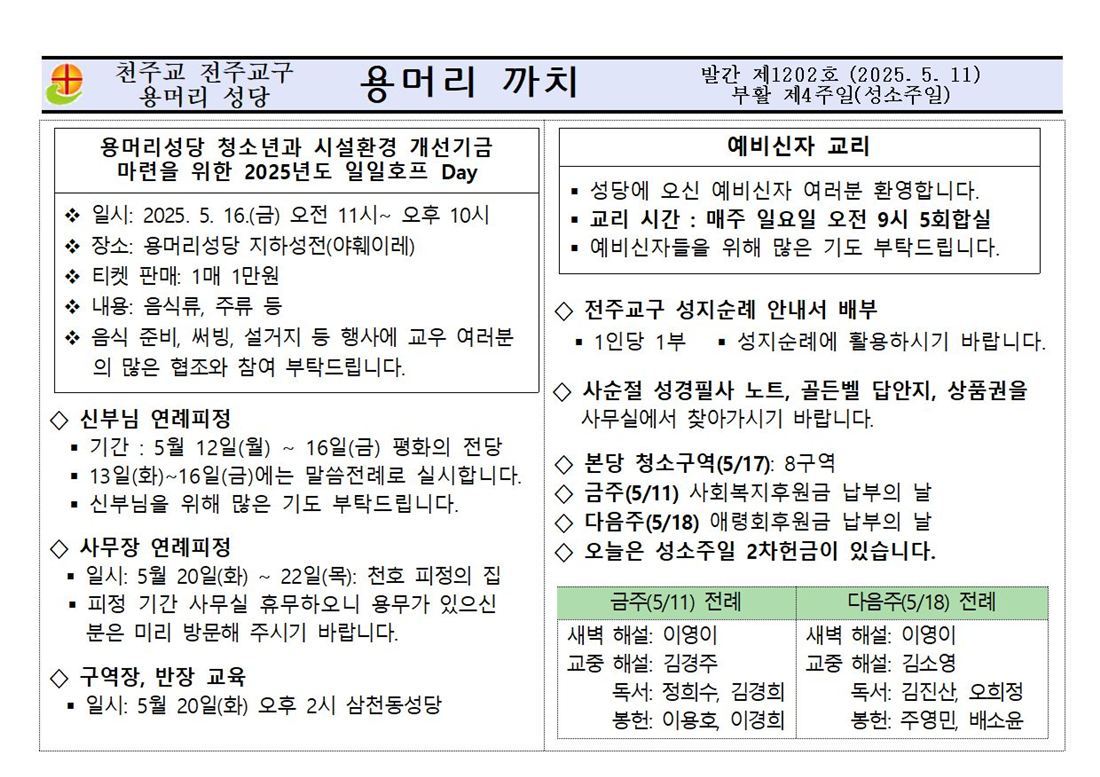 천주교 전주교구
용머리 성당
용머리 까치
발간 제1202호 (2025. 5. 11)
부활 제4주일(성소주일)
용머리성당 청소년과 시설환경 개선기금
마련을 위한 2025년도 일일호프 Day
❖ 일시: 2025. 5. 16.(금) 오전 11시~ 오후 10시
❖ 장소: 용머리성당 지하성전(야훼이레)
❖ 티켓 판매: 1매 1만원
❖ 내용: 음식류, 주류 등
❖ 음식 준비, 써빙, 설거지 등 행사에 교우 여러분
의 많은 협조와 참여 부탁드립니다.
◇ 신부님 연례피정
▪ 기간 : 5월 12일(월) ~ 16일(금) 평화의 전당
▪ 13일(화)~16일(금)에는 말씀전례로 실시합니다.
▪ 신부님을 위해 많은 기도 부탁드립니다.
◇ 사무장 연례피정
▪ 일시: 5월 20일(화) ~ 22일(목): 천호 피정의 집
▪ 피정 기간 사무실 휴무하오니 용무가 있으신
분은 미리 방문해 주시기 바랍니다.
◇ 구역장, 반장 교육
▪ 일시: 5월 20일(화) 오후 2시 삼천동성당
예비신자 교리
▪ 성당에 오신 예비신자 여러분 환영합니다.
▪ 교리 시간 : 매주 일요일 오전 9시 5회합실
▪ 예비신자들을 위해 많은 기도 부탁드립니다.
◇ 전주교구 성지순례 안내서 배부
▪ 1인당 1부 ▪ 성지순례에 활용하시기 바랍니다.
◇ 사순절 성경필사 노트, 골든벨 답안지, 상품권을
사무실에서 찾아가시기 바랍니다.
◇ 본당 청소구역(5/17): 8구역
◇ 금주(5/11) 사회복지후원금 납부의 날
◇ 다음주(5/18) 애령회후원금 납부의 날
◇ 오늘은 성소주일 2차헌금이 있습니다.
금주(5/11) 전례
새벽 해설: 이영이
교중 해설: 김경주
독서: 정희수, 김경희
봉헌: 이용호, 이경희
다음주(5/18) 전례
새벽 해설: 이영이
교중 해설: 김소영
독서: 김진산, 오희정
봉헌: 주영민, 배소윤